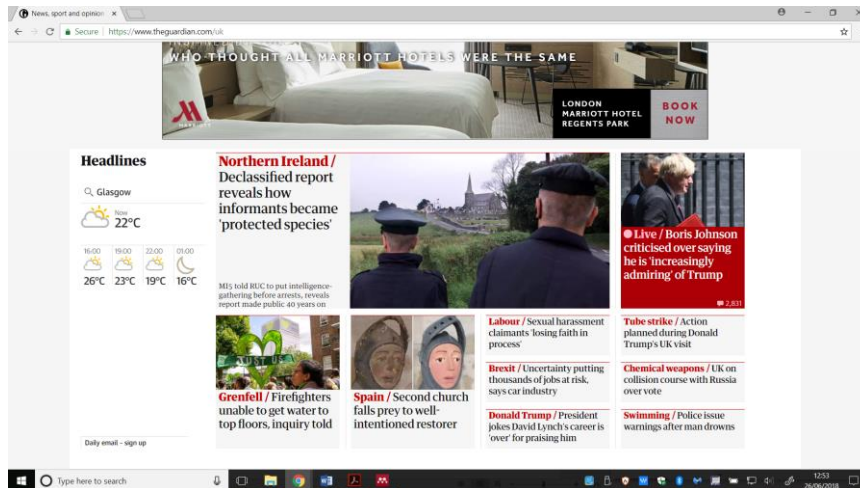 News, sport and opinion
Secure | https://www.theguardian.com/uk
WHO THOUGHT ALL MARRIOTT HOTELS WERE THE SAME
MARRIOTT
LONDON
MARRIOTT HOTEL
REGENTS PARK
BOOK
NOW
Headlines
Glasgow
Now
22°C
16:00 19:00 22:00 01:00
26°C 23°C 19°C 16°C
Daily email – sign up
Northern Ireland /
Declassified report
reveals how
informants became
'protected species'
MI5 told RUC to put intelligence-
gathering before arrests, reveals
report made public 40 years on
Live / Boris Johnson
criticised over saying
he is 'increasingly
admiring' of Trump
2,831
JUST US
Grenfell / Firefighters
unable to get water to
top floors, inquiry told
Spain / Second church
falls prey to well-
intentioned restorer
Labour / Sexual harassment
claimants 'losing faith in
process'
Brexit / Uncertainty putting
thousands of jobs at risk,
says car industry
Donald Trump / President
jokes David Lynch's career is
'over' for praising him
Tube strike / Action
planned during Donald
Trump's UK visit
Chemical weapons / UK on
collision course with Russia
over vote
Swimming / Police issue
warnings after man drowns
Type here to search
12:53
26/06/2018